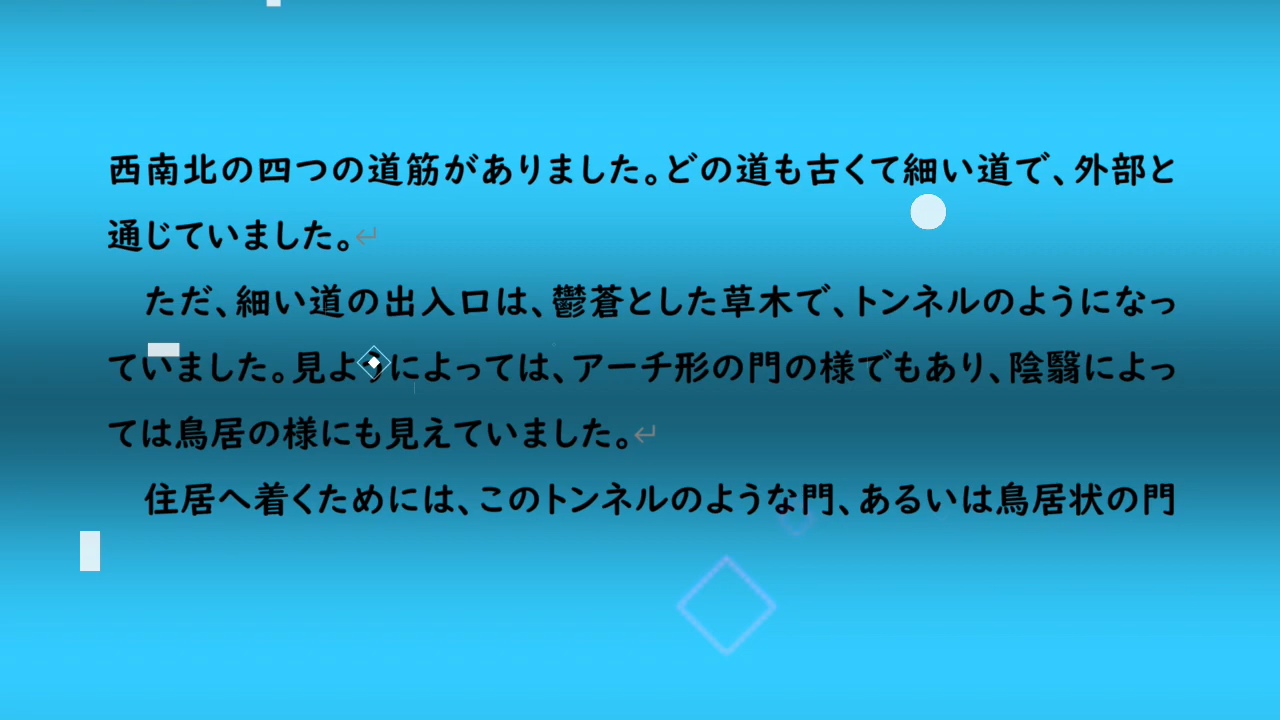 西南北の四つの道筋がありました。どの道も古くて細い道で、外部と
通じていました。↵
　ただ、細い道の出入口は、鬱蒼とした草木で、トンネルのようになっ
ていました。見ようによっては、アーチ形の門の様でもあり、陰翳によっ
ては鳥居の様にも見えていました。↵
　住居へ着くためには、このトンネルのような門、あるいは鳥居状の門